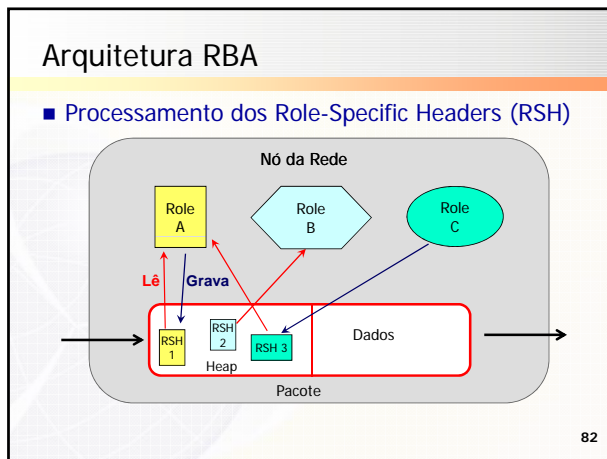 Arquitetura RBA
Processamento dos Role-Specific Headers (RSH)
Nó da Rede
Role
A
Role
B
Role
C
Lê
Grava
RSH
1
RSH
2
RSH 3
Heap
Dados
Pacote
82